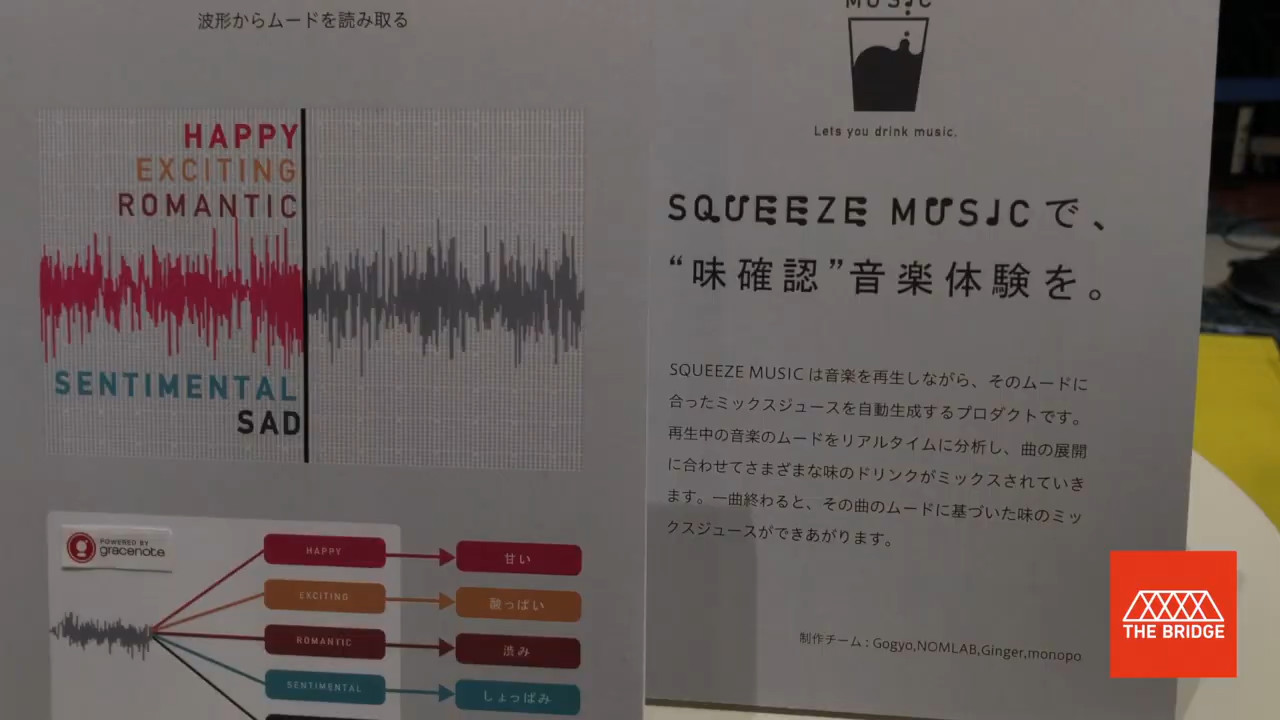 波形からムードを読み取る
HAPPY
EXCITING
ROMANTIC
SENTIMENTAL
SAD
POWERED BY
gracenote
HAPPY
甘い
EXCITING
酸っぱい
ROMANTIC
渋み
SENTIMENTAL
しょっぱみ
MUSIC
Lets you drink music.
SQUEEZE MUSICで、
“味確認”音楽体験を。
SQUEEZE MUSIC は音楽を再生しながら、そのムードに
合ったミックスジュースを自動生成するプロダクトです。
再生中の音楽のムードをリアルタイムに分析し、曲の展開
に合わせてさまざまな味のドリンクがミックスされていき
ます。一曲終わると、その曲のムードに基づいた味のミッ
クスジュースができあがります。
制作チーム : Gogyo,NOMLAB,Ginger,monopo
THE BRIDGE